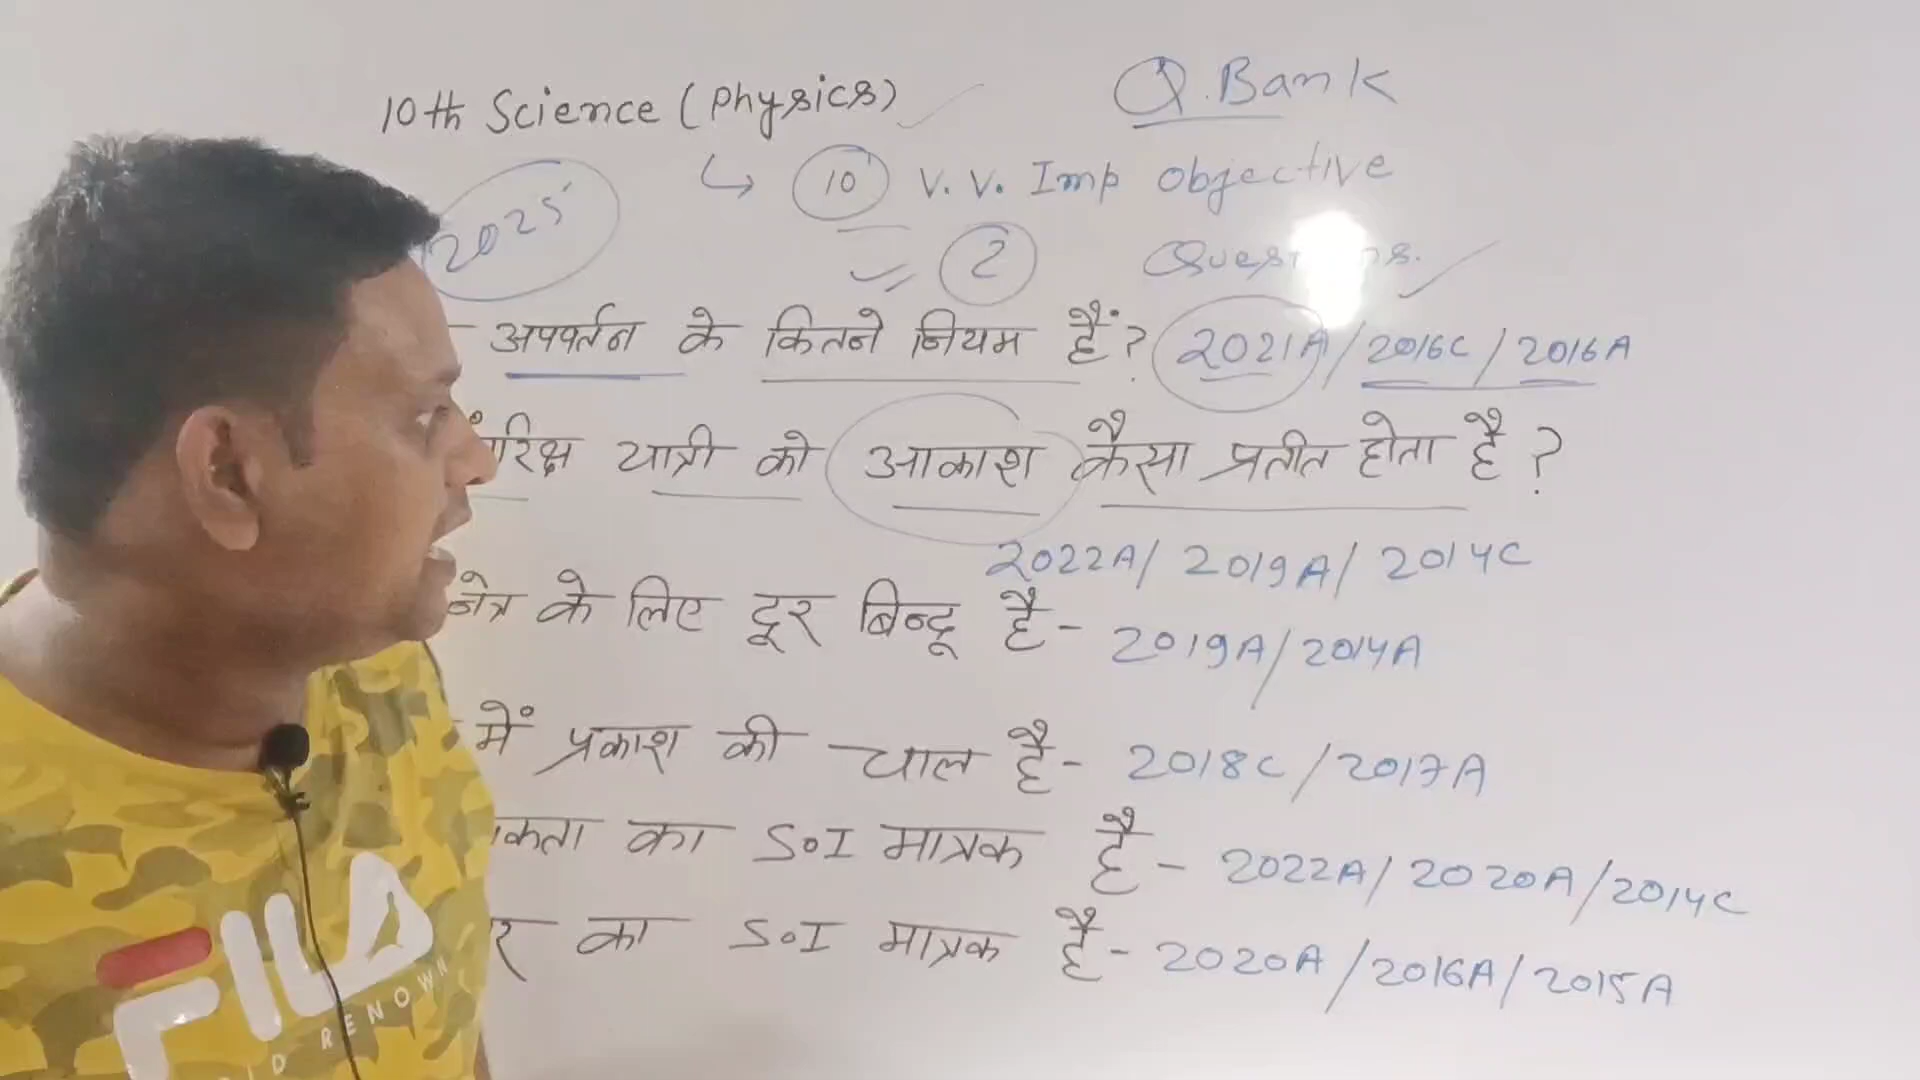 10th Science (Physics)
Q. Bank
→ 10 V. V. Imp objective
2025
2
अपवर्तन के कितने नियम हैं? 2021A/2016C/2016A
यात्री को आकाश कैसा प्रतीत होता है?
2022A/ 2019A/ 2014C
नेत्र के लिए दूर बिन्दू है- 2019A/2014A
में प्रकाश की चाल है- 2018C/2017A
का S.I मात्रक है- 2022A/2020A/2014C
का S.I मात्रक है- 2020A/2016A/2015A
FILA
RENOWN